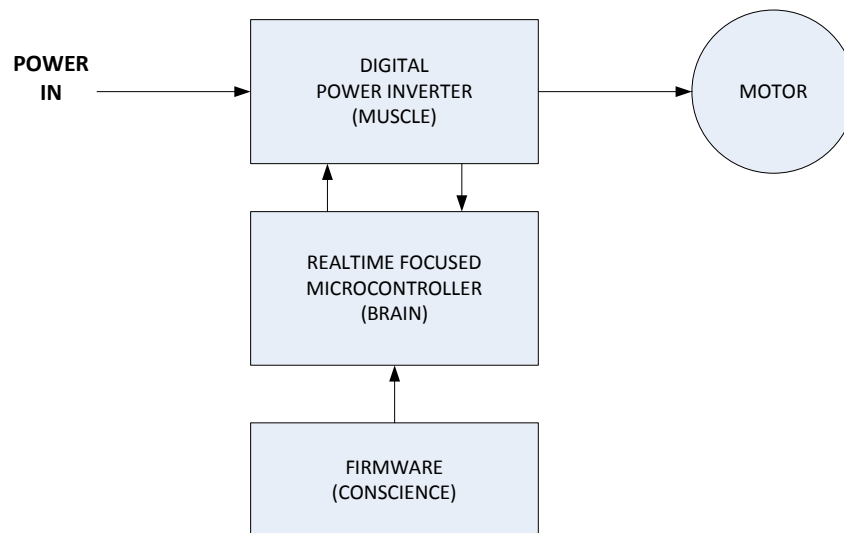 POWER
IN
DIGITAL
POWER INVERTER
(MUSCLE)
MOTOR
REALTIME FOCUSED
MICROCONTROLLER
(BRAIN)
FIRMWARE
(CONSCIENCE)